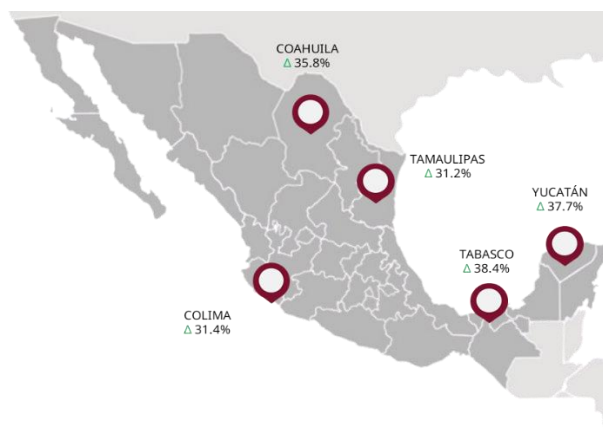 COAHUILA
Δ 35.8%
TAMAULIPAS
Δ 31.2%
YUCATÁN
Δ 37.7%
TABASCO
Δ 38.4%
COLIMA
Δ 31.4%